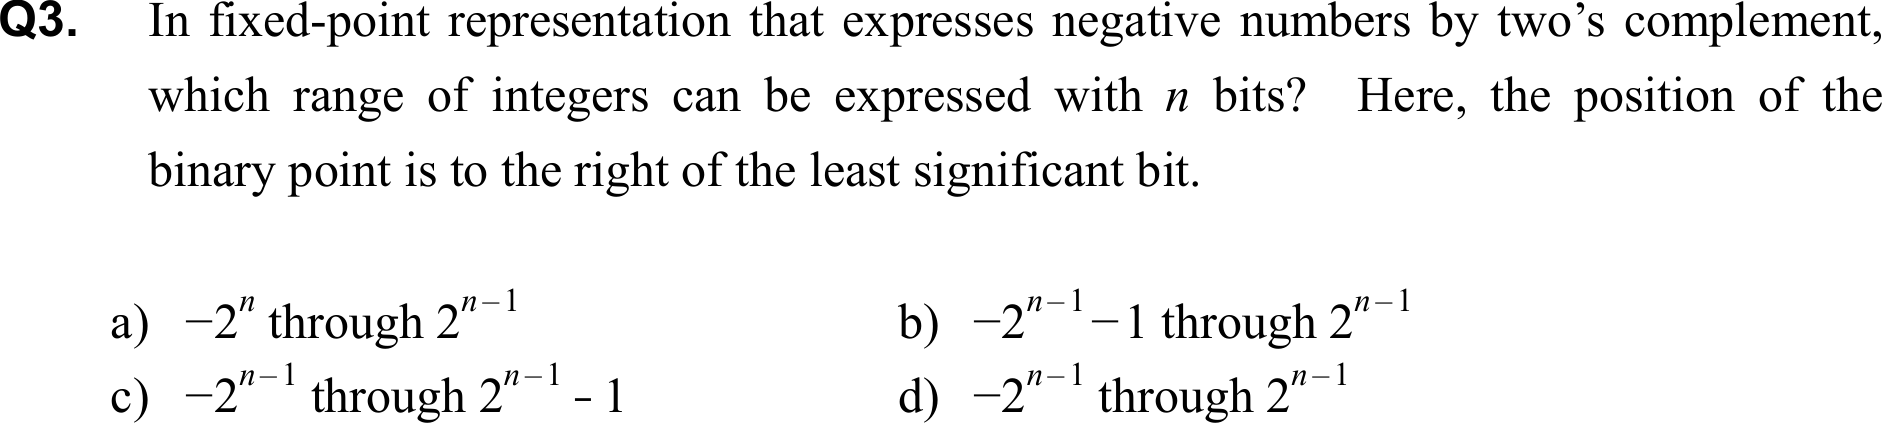 Q3. In fixed-point representation that expresses negative numbers by two’s complement,
which range of integers can be expressed with n bits? Here, the position of the
binary point is to the right of the least significant bit.
a) −2ⁿ through 2ⁿ⁻¹ b) −2ⁿ⁻¹ − 1 through 2ⁿ⁻¹
c) −2ⁿ⁻¹ through 2ⁿ⁻¹ - 1 d) −2ⁿ⁻¹ through 2ⁿ⁻¹